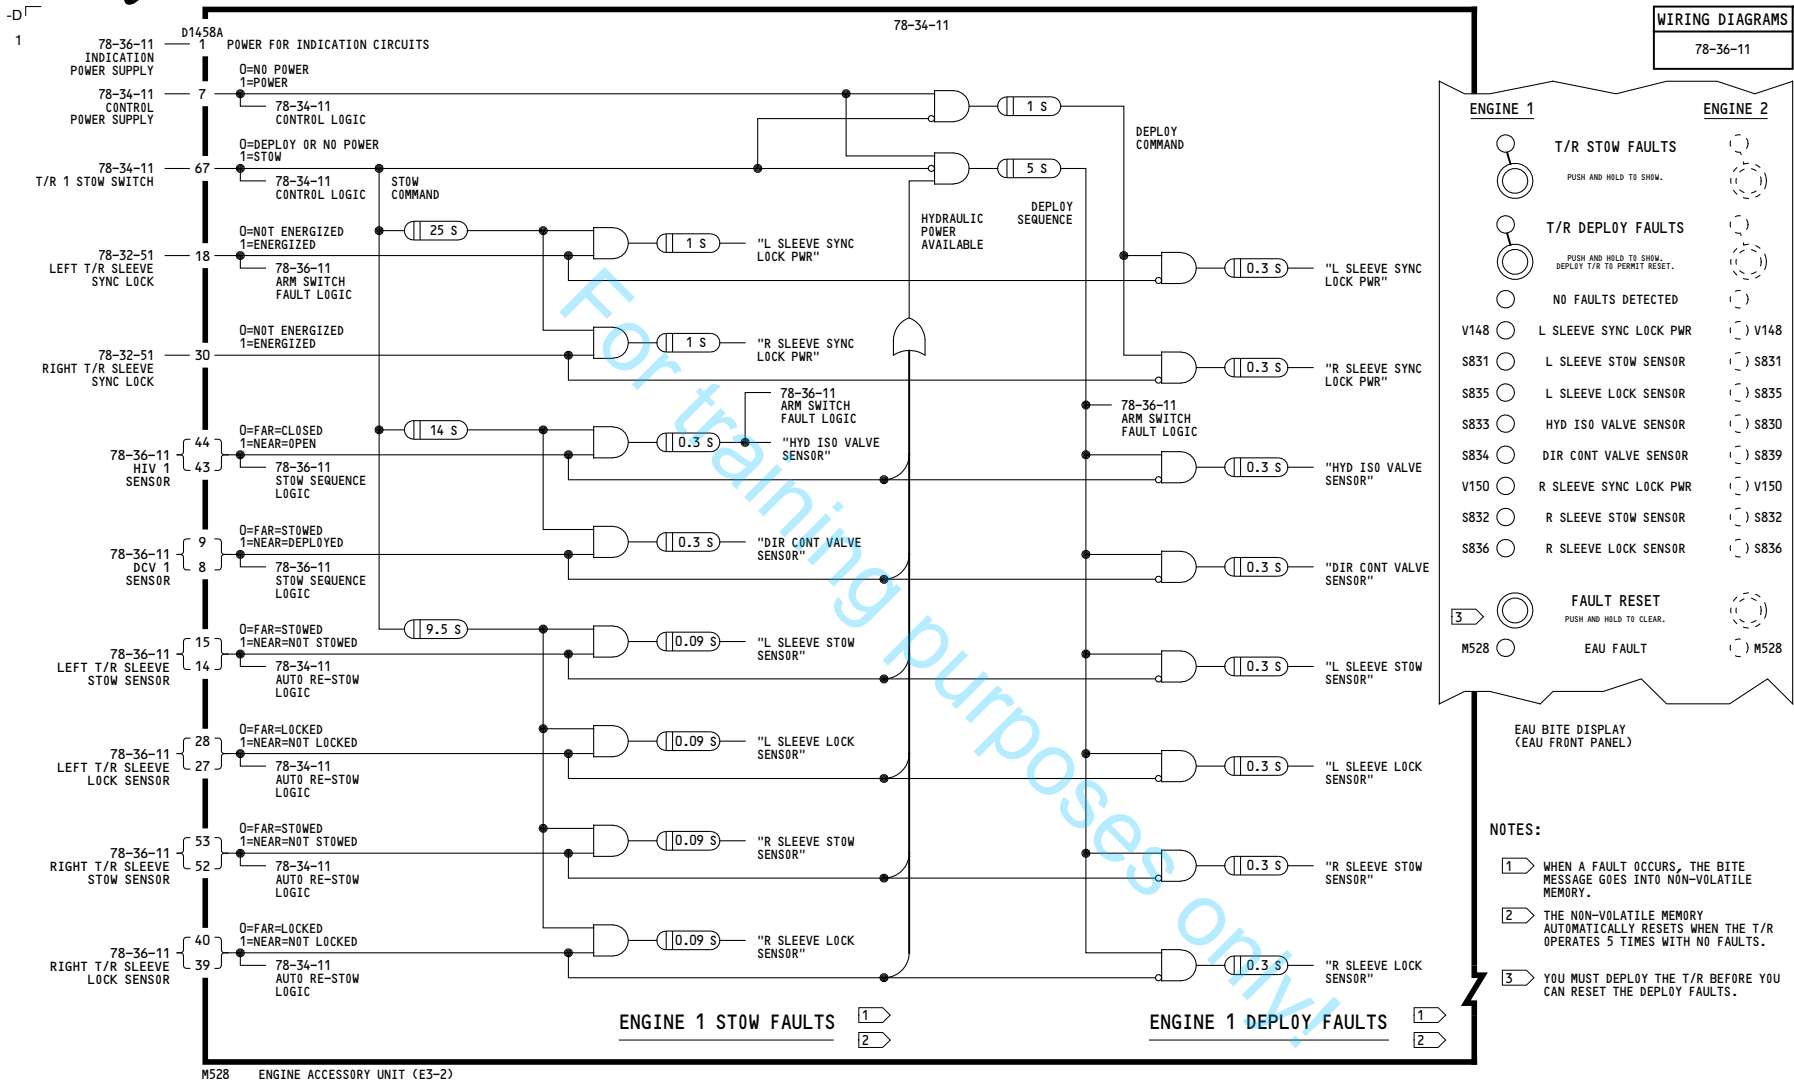 -D
1
78-34-11
WIRING DIAGRAMS
78-36-11
D1458A
78-36-11
INDICATION
POWER SUPPLY
1
POWER FOR INDICATION CIRCUITS
0=NO POWER
1=POWER
78-34-11
CONTROL
POWER SUPPLY
7
78-34-11
CONTROL LOGIC
1 S
DEPLOY
COMMAND
0=DEPLOY OR NO POWER
1=STOW
78-34-11
T/R 1 STOW SWITCH
67
78-34-11
CONTROL LOGIC
STOW
COMMAND
5 S
DEPLOY
SEQUENCE
HYDRAULIC
POWER
AVAILABLE
25 S
0=NOT ENERGIZED
1=ENERGIZED
78-32-51
LEFT T/R SLEEVE
SYNC LOCK
18
78-36-11
ARM SWITCH
FAULT LOGIC
1 S
"L SLEEVE SYNC
LOCK PWR"
0.3 S
"L SLEEVE SYNC
LOCK PWR"
0=NOT ENERGIZED
1=ENERGIZED
78-32-51
RIGHT T/R SLEEVE
SYNC LOCK
30
1 S
"R SLEEVE SYNC
LOCK PWR"
0.3 S
"R SLEEVE SYNC
LOCK PWR"
78-36-11
ARM SWITCH
FAULT LOGIC
78-36-11
ARM SWITCH
FAULT LOGIC
14 S
0=FAR=CLOSED
1=NEAR=OPEN
78-36-11
HIV 1
SENSOR
44
43
78-36-11
STOW SEQUENCE
LOGIC
0.3 S
"HYD ISO VALVE
SENSOR"
0.3 S
"HYD ISO VALVE
SENSOR"
0=FAR=STOWED
1=NEAR=DEPLOYED
78-36-11
DCV 1
SENSOR
9
8
78-36-11
STOW SEQUENCE
LOGIC
0.3 S
"DIR CONT VALVE
SENSOR"
0.3 S
"DIR CONT VALVE
SENSOR"
9.5 S
0=FAR=STOWED
1=NEAR=NOT STOWED
78-36-11
LEFT T/R SLEEVE
STOW SENSOR
15
14
78-34-11
AUTO RE-STOW
LOGIC
0.09 S
"L SLEEVE STOW
SENSOR"
0.3 S
"L SLEEVE STOW
SENSOR"
0=FAR=LOCKED
1=NEAR=NOT LOCKED
78-36-11
LEFT T/R SLEEVE
LOCK SENSOR
28
27
78-34-11
AUTO RE-STOW
LOGIC
0.09 S
"L SLEEVE LOCK
SENSOR"
0.3 S
"L SLEEVE LOCK
SENSOR"
0=FAR=STOWED
1=NEAR=NOT STOWED
78-36-11
RIGHT T/R SLEEVE
STOW SENSOR
53
52
78-34-11
AUTO RE-STOW
LOGIC
0.09 S
"R SLEEVE STOW
SENSOR"
0.3 S
"R SLEEVE STOW
SENSOR"
0=FAR=LOCKED
1=NEAR=NOT LOCKED
78-36-11
RIGHT T/R SLEEVE
LOCK SENSOR
40
39
78-34-11
AUTO RE-STOW
LOGIC
0.09 S
"R SLEEVE LOCK
SENSOR"
0.3 S
"R SLEEVE LOCK
SENSOR"
ENGINE 1 STOW FAULTS
1
2
ENGINE 1 DEPLOY FAULTS
1
2
M528 ENGINE ACCESSORY UNIT (E3-2)
ENGINE 1 ENGINE 2
T/R STOW FAULTS
PUSH AND HOLD TO SHOW.
T/R DEPLOY FAULTS
PUSH AND HOLD TO SHOW.
DEPLOY T/R TO PERMIT RESET.
NO FAULTS DETECTED
V148 L SLEEVE SYNC LOCK PWR V148
S831 L SLEEVE STOW SENSOR S831
S835 L SLEEVE LOCK SENSOR S835
S833 HYD ISO VALVE SENSOR S830
S834 DIR CONT VALVE SENSOR S839
V150 R SLEEVE SYNC LOCK PWR V150
S832 R SLEEVE STOW SENSOR S832
S836 R SLEEVE LOCK SENSOR S836
3
FAULT RESET
PUSH AND HOLD TO CLEAR.
M528 EAU FAULT M528
EAU BITE DISPLAY
(EAU FRONT PANEL)
NOTES:
1 WHEN A FAULT OCCURS, THE BITE
MESSAGE GOES INTO NON-VOLATILE
MEMORY.
2 THE NON-VOLATILE MEMORY
AUTOMATICALLY RESETS WHEN THE T/R
OPERATES 5 TIMES WITH NO FAULTS.
3 YOU MUST DEPLOY THE T/R BEFORE YOU
CAN RESET THE DEPLOY FAULTS.
For training purposes only!